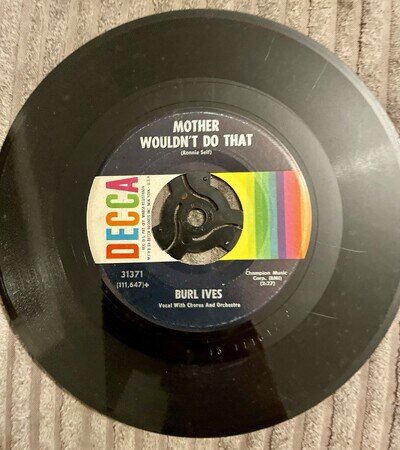 MOTHER
WOULDN'T DO THAT
(Ronnie Self)
DECCA
31371
(111,647)+
Champion Music
Corp. (BMI)
(2:27)
BURL IVES
Vocal With Chorus And Orchestra